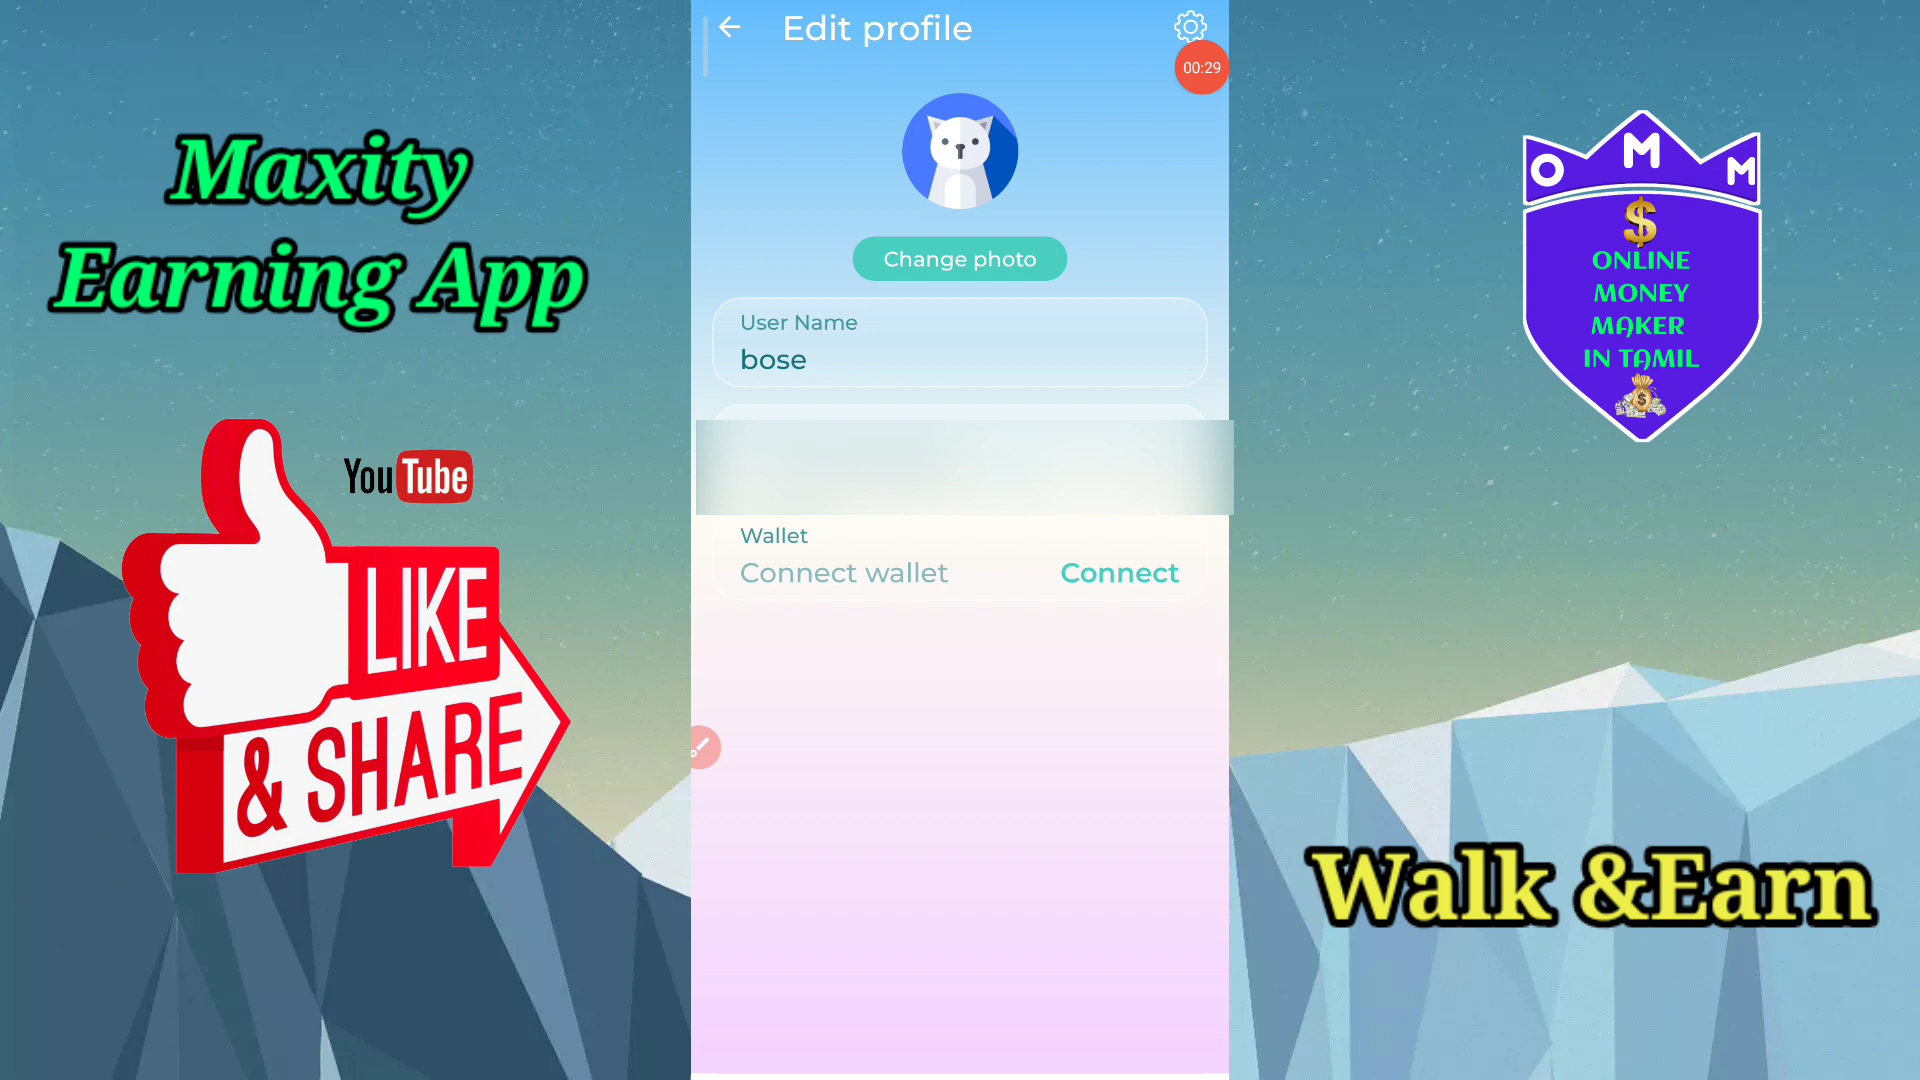 Maxity
Earning App
YouTube
LIKE
& SHARE
Edit profile
00:29
Change photo
User Name
bose
Wallet
Connect wallet
Connect
O M M
$
ONLINE
MONEY
MAKER
IN TAMIL
$
Walk &Earn